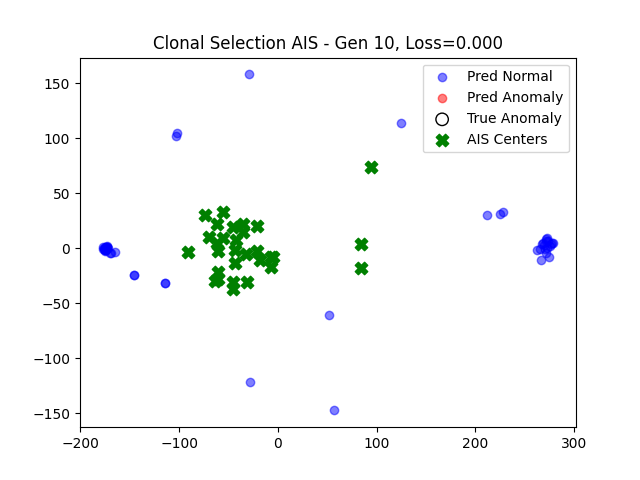 Clonal Selection AIS - Gen 10, Loss=0.000
Pred Normal
Pred Anomaly
True Anomaly
AIS Centers
150
100
50
0
−50
−100
−150
−200
−100
0
100
200
300